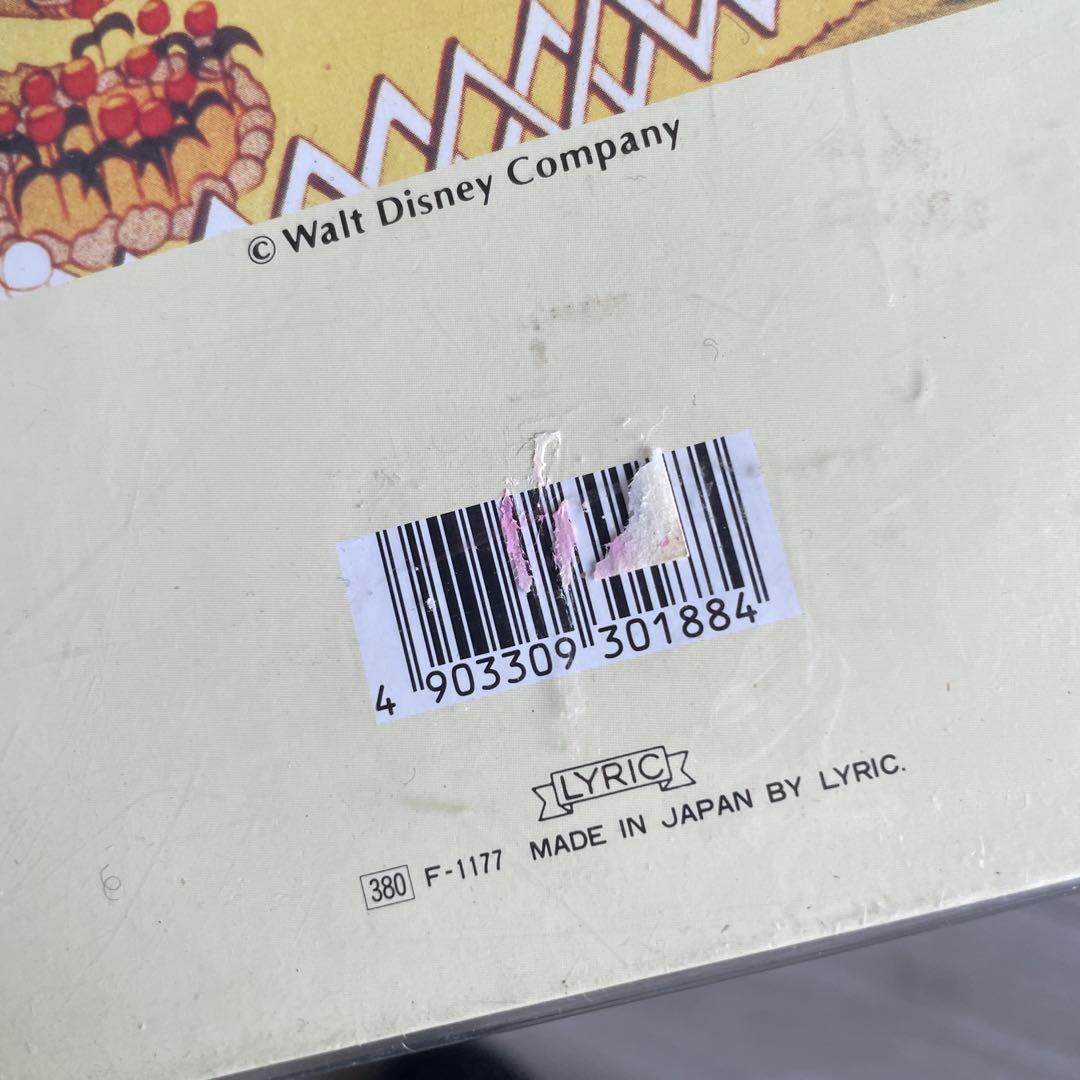 © Walt Disney Company
4 903309 301884
LYRIC
380 F-1177 MADE IN JAPAN BY LYRIC.